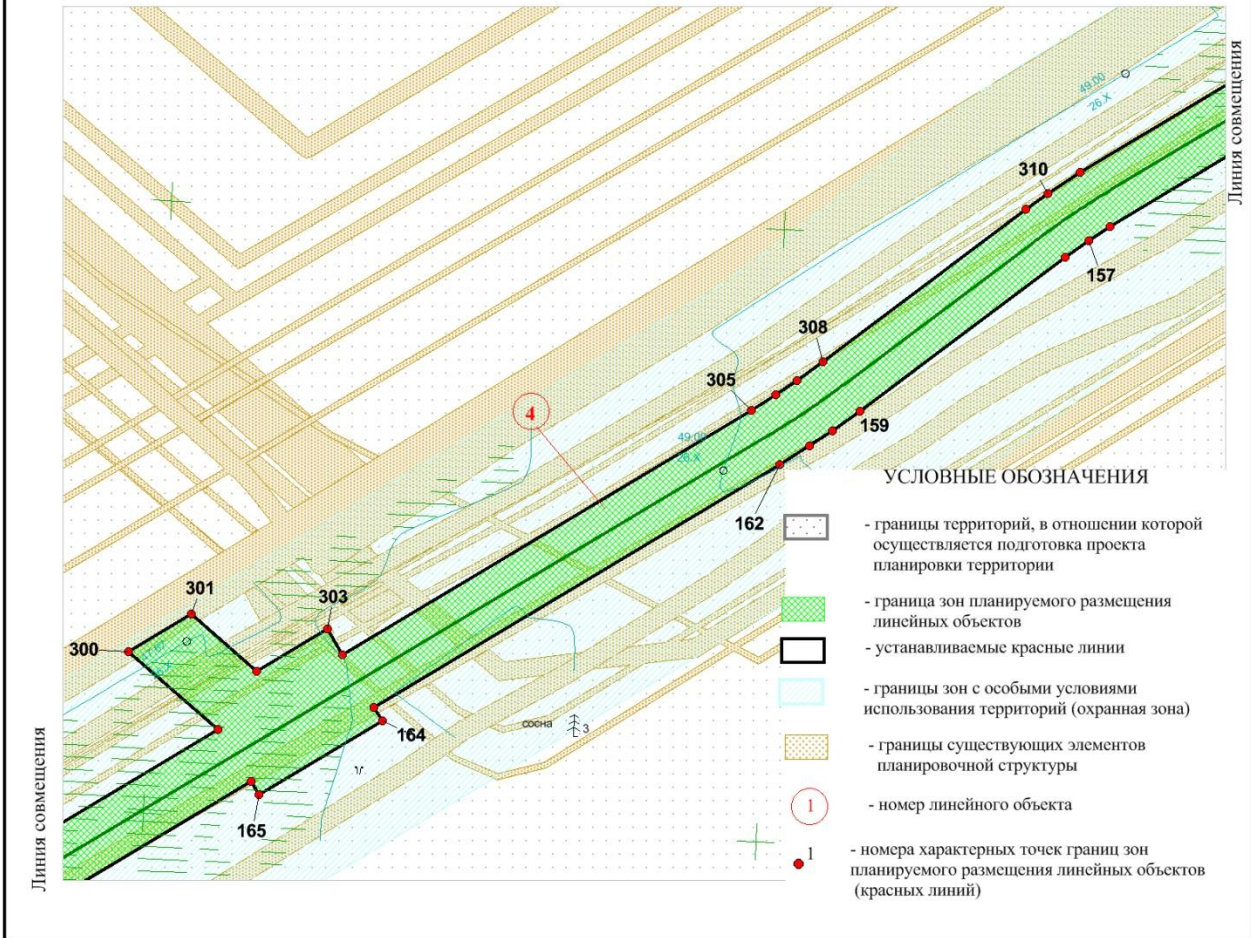 49.00
26.X
310
157
308
305
159
49.00
26.X
4
162
301
303
300
164
165
сосна
3
Линия совмещения
Линия совмещения
УСЛОВНЫЕ ОБОЗНАЧЕНИЯ
- границы территорий, в отношении которой
осуществляется подготовка проекта
планировки территории
- граница зон планируемого размещения
линейных объектов
- устанавливаемые красные линии
- границы зон с особыми условиями
использования территорий (охранная зона)
- границы существующих элементов
планировочной структуры
1
- номер линейного объекта
1
- номера характерных точек границ зон
планируемого размещения линейных объектов
(красных линий)